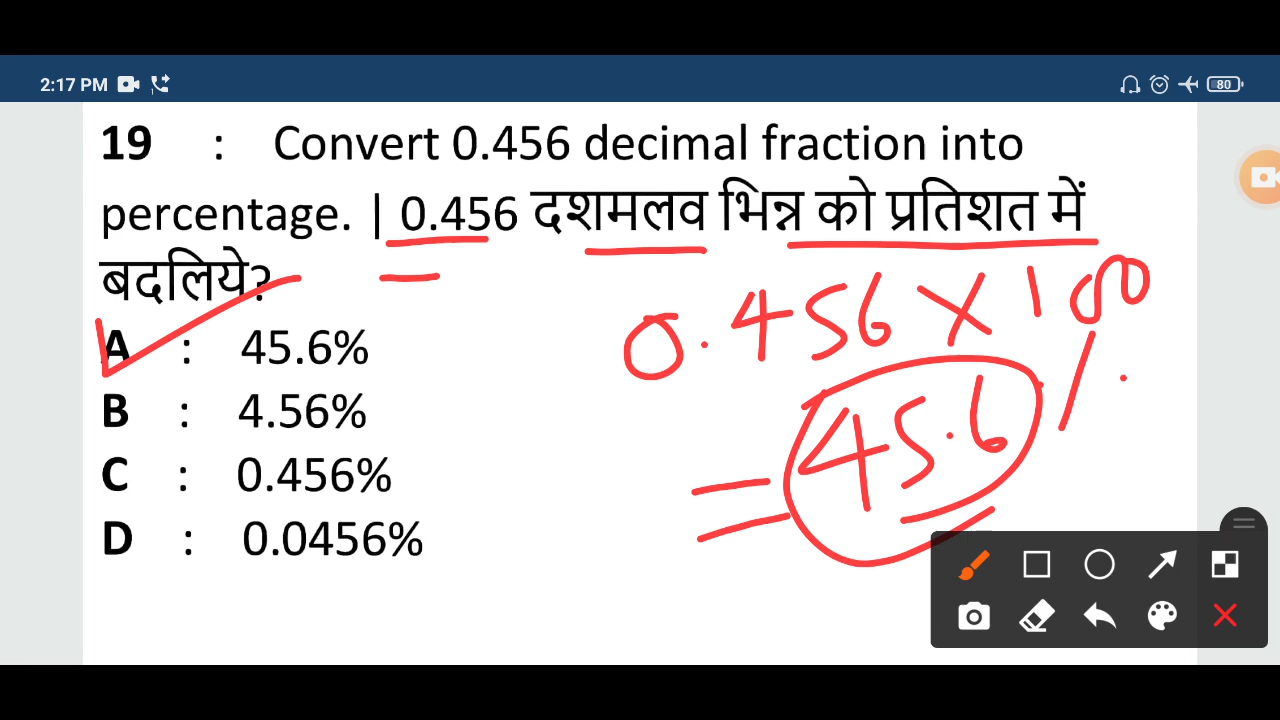 2:17 PM
80
19 : Convert 0.456 decimal fraction into
percentage. | 0.456 दशमलव भिन्न को प्रतिशत में
बदलिये?
0.456 × 100
A : 45.6%
= 45.6 %
B : 4.56%
C : 0.456%
D : 0.0456%